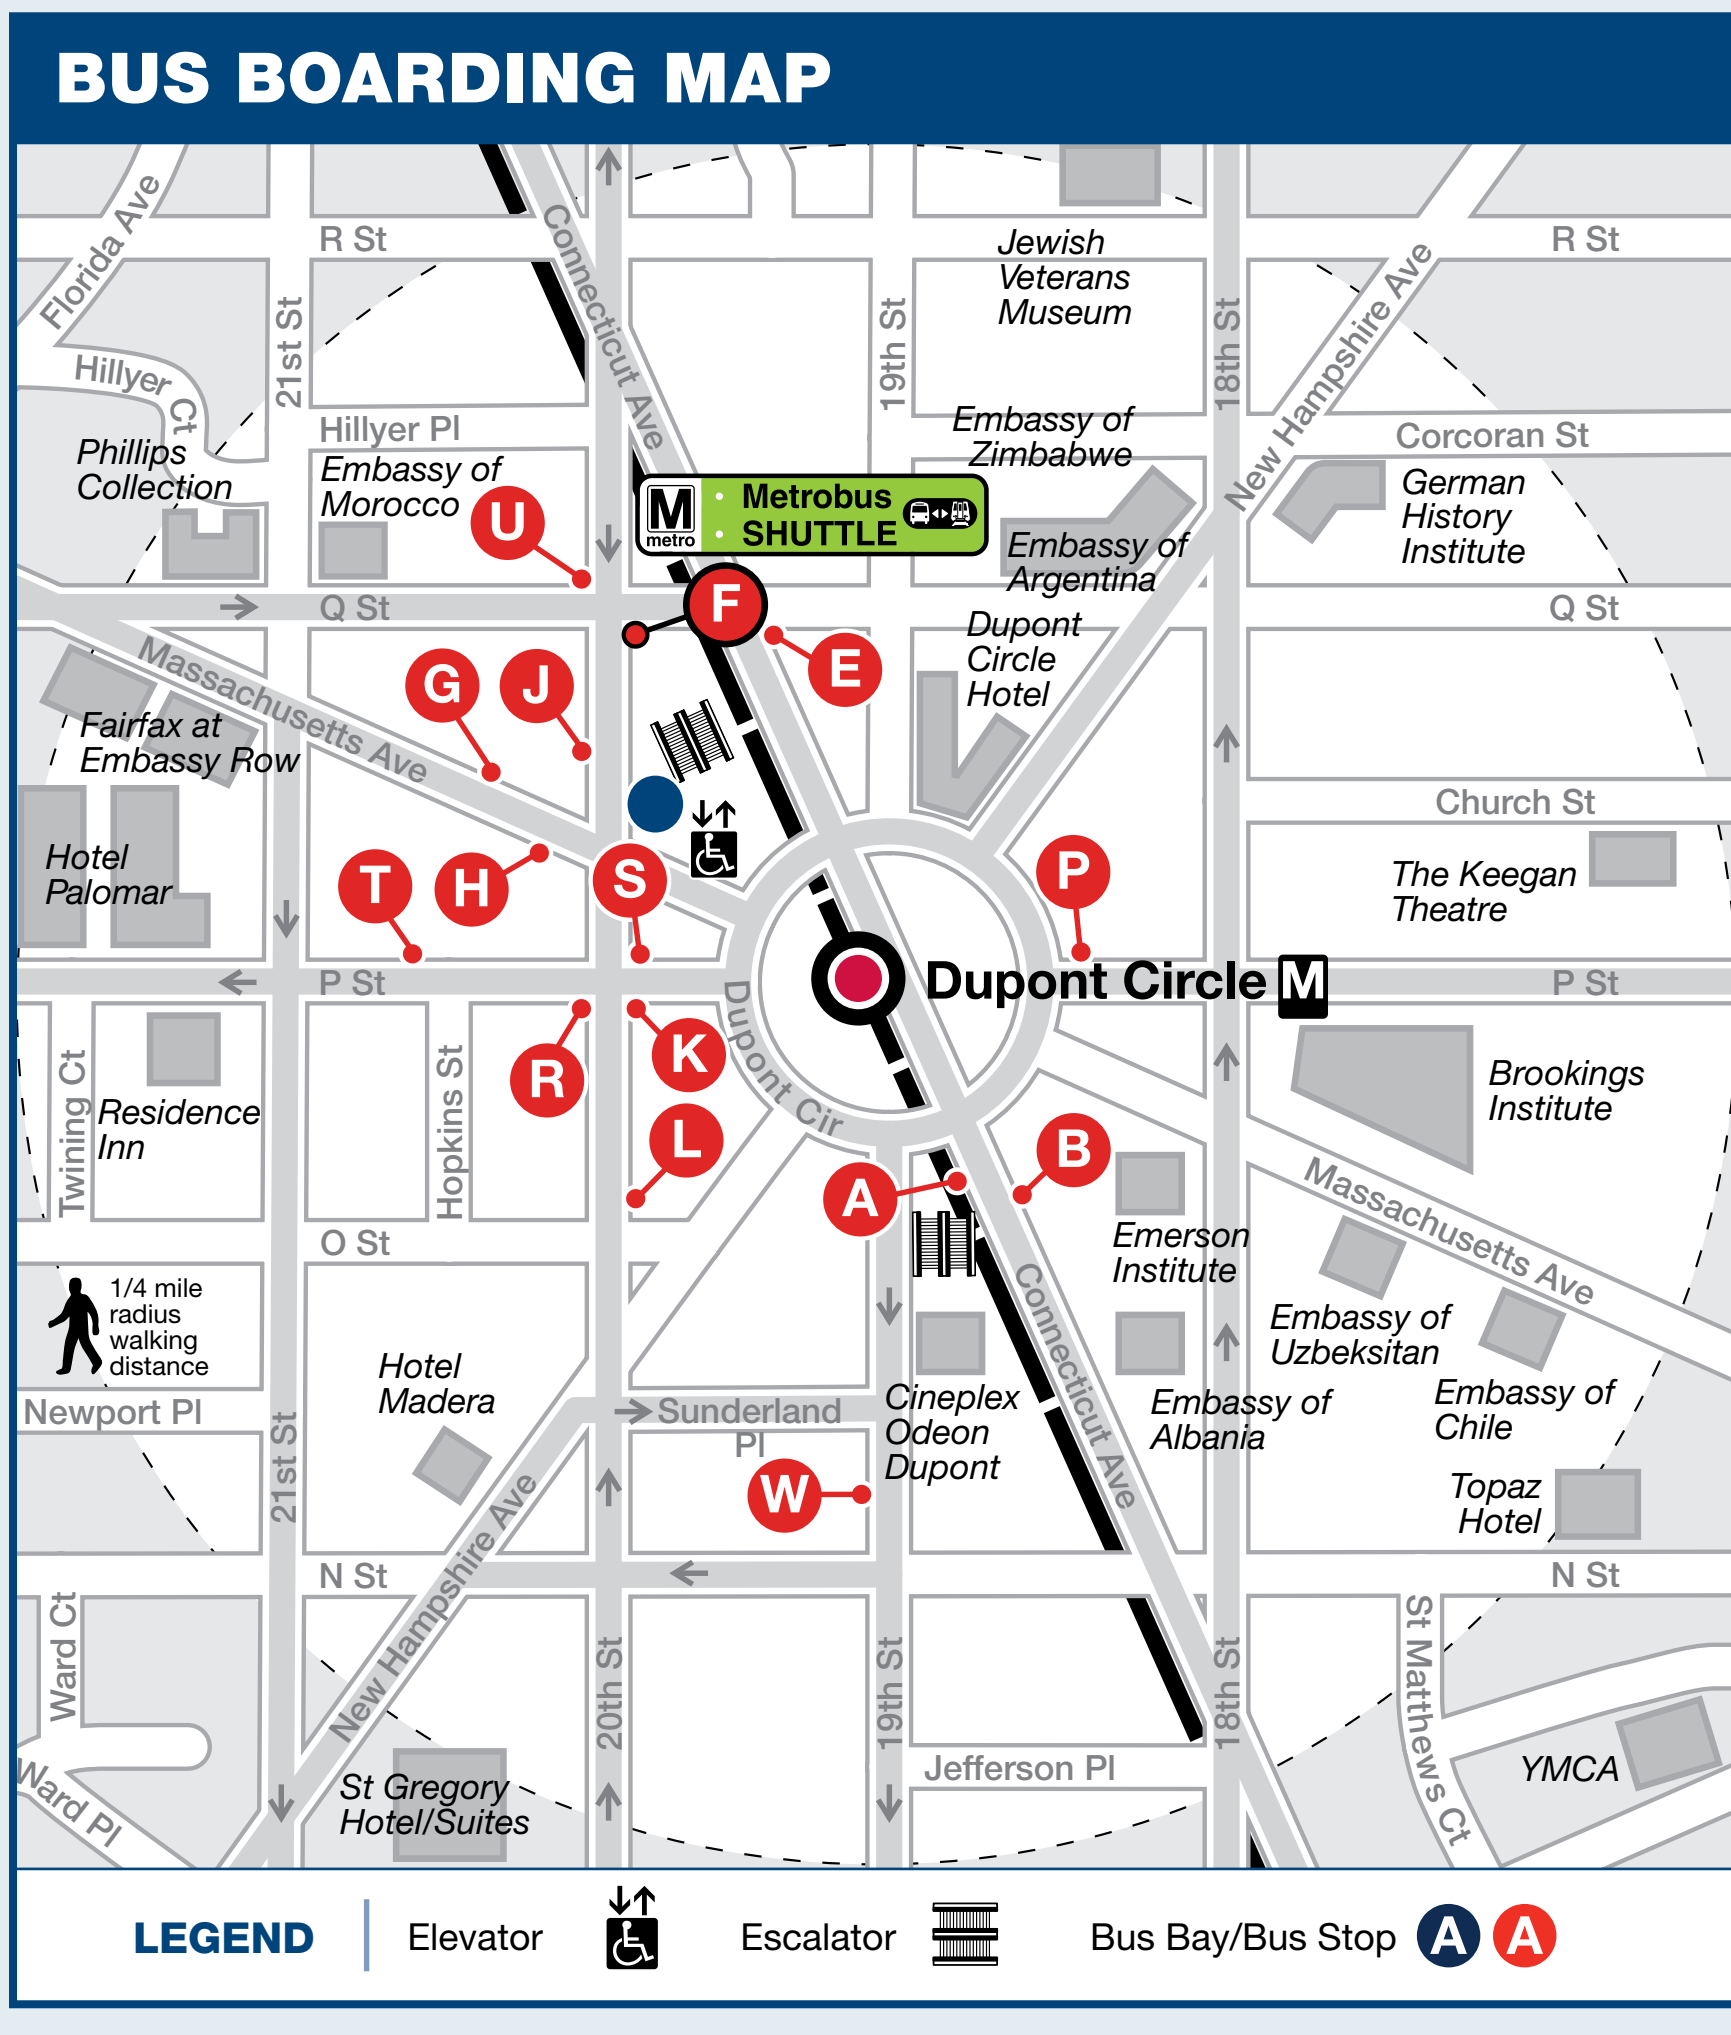 BUS BOARDING MAP
Florida Ave
R St
Connecticut Ave
Jewish
Veterans
Museum
R St
New Hampshire Ave
21st St
19th St
18th St
Hillyer Ct
Hillyer Pl
Phillips
Collection
Embassy of
Morocco
U
M
metro
Metrobus
SHUTTLE
Embassy of
Zimbabwe
Corcoran St
German
History
Institute
Embassy of
Argentina
Q St
F
Q St
Massachusetts Ave
G
J
E
Dupont
Circle
Hotel
Fairfax at
Embassy Row
Church St
Hotel
Palomar
T
H
S
P
The Keegan
Theatre
P St
Dupont Circle M
P St
Dupont Cir
Twining Ct
Residence
Inn
Hopkins St
R
K
L
A
B
Brookings
Institute
Massachusetts Ave
Emerson
Institute
O St
1/4 mile
radius
walking
distance
Connecticut Ave
Embassy of
Uzbeksitan
Hotel
Madera
Newport Pl
Sunderland
Pl
Cineplex
Odeon
Dupont
Embassy of
Albania
Embassy of
Chile
21st St
New Hampshire Ave
W
Topaz
Hotel
N St
N St
Ward Ct
20th St
19th St
18th St
St Matthews Ct
Ward Pl
St Gregory
Hotel/Suites
Jefferson Pl
YMCA
LEGEND
Elevator
Escalator
Bus Bay/Bus Stop A A